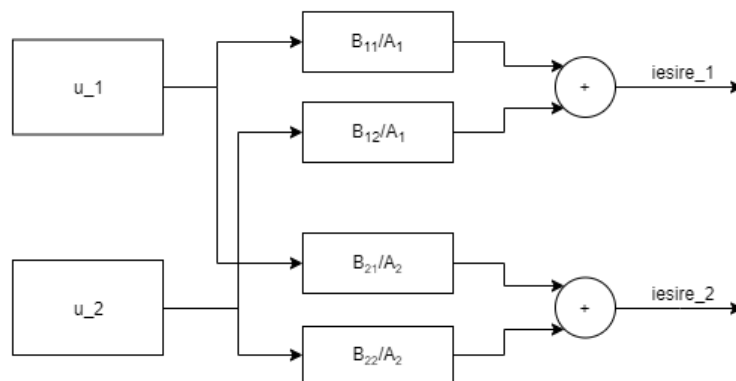 u_1
B₁₁/A₁
+
iesire_1
B₁₂/A₁
u_2
B₂₁/A₂
+
iesire_2
B₂₂/A₂